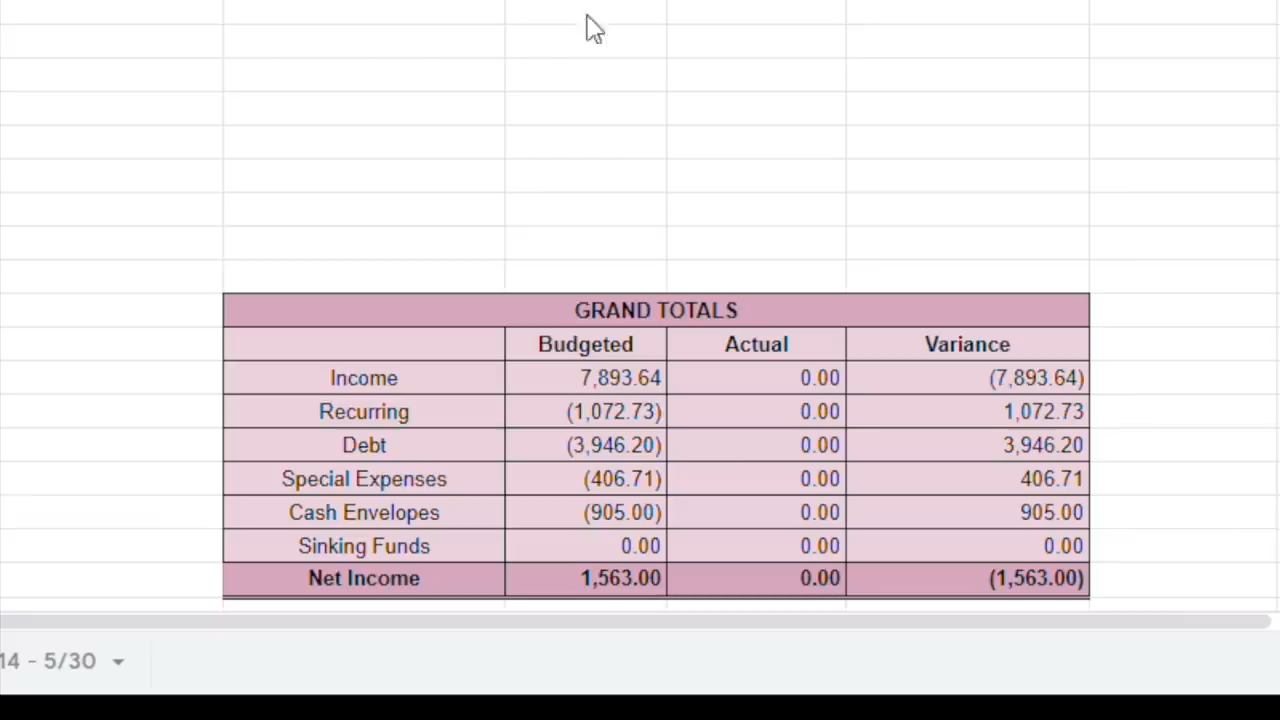 GRAND TOTALS
Budgeted Actual Variance
Income 7,893.64 0.00 (7,893.64)
Recurring (1,072.73) 0.00 1,072.73
Debt (3,946.20) 0.00 3,946.20
Special Expenses (406.71) 0.00 406.71
Cash Envelopes (905.00) 0.00 905.00
Sinking Funds 0.00 0.00 0.00
Net Income 1,563.00 0.00 (1,563.00)
14 - 5/30